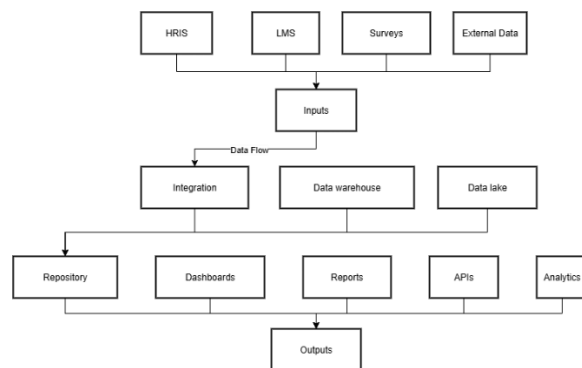 HRIS
LMS
Surveys
External Data
Inputs
Data Flow
Integration
Data warehouse
Data lake
Repository
Dashboards
Reports
APIs
Analytics
Outputs